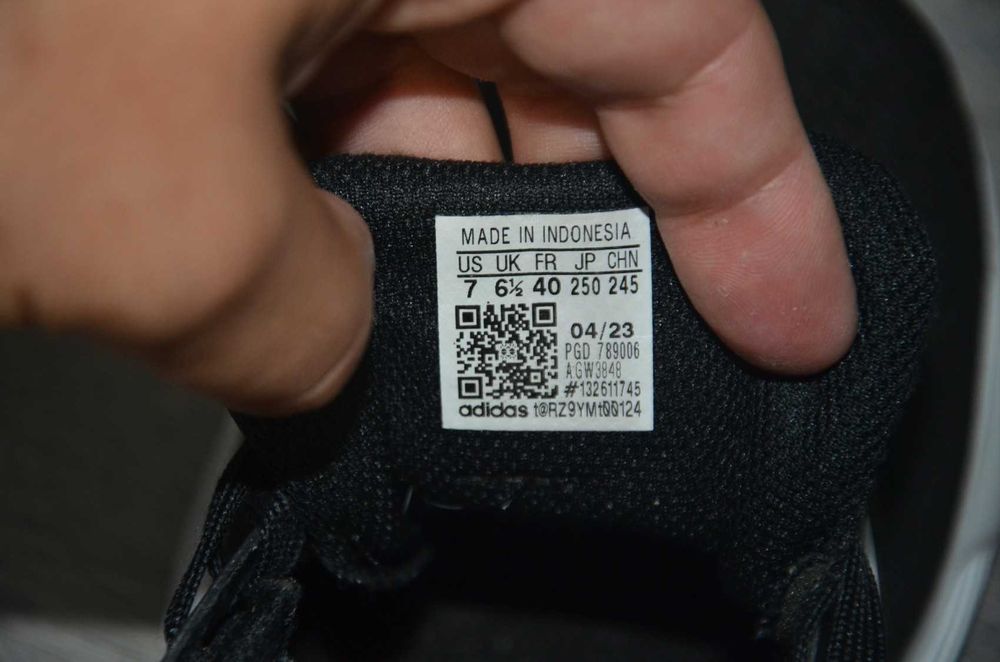 MADE IN INDONESIA
US UK FR JP CHN
7 6½ 40 250 245
04/23
PGD 789006
AGW3848
#132611745
adidas t@RZ9YMt00124